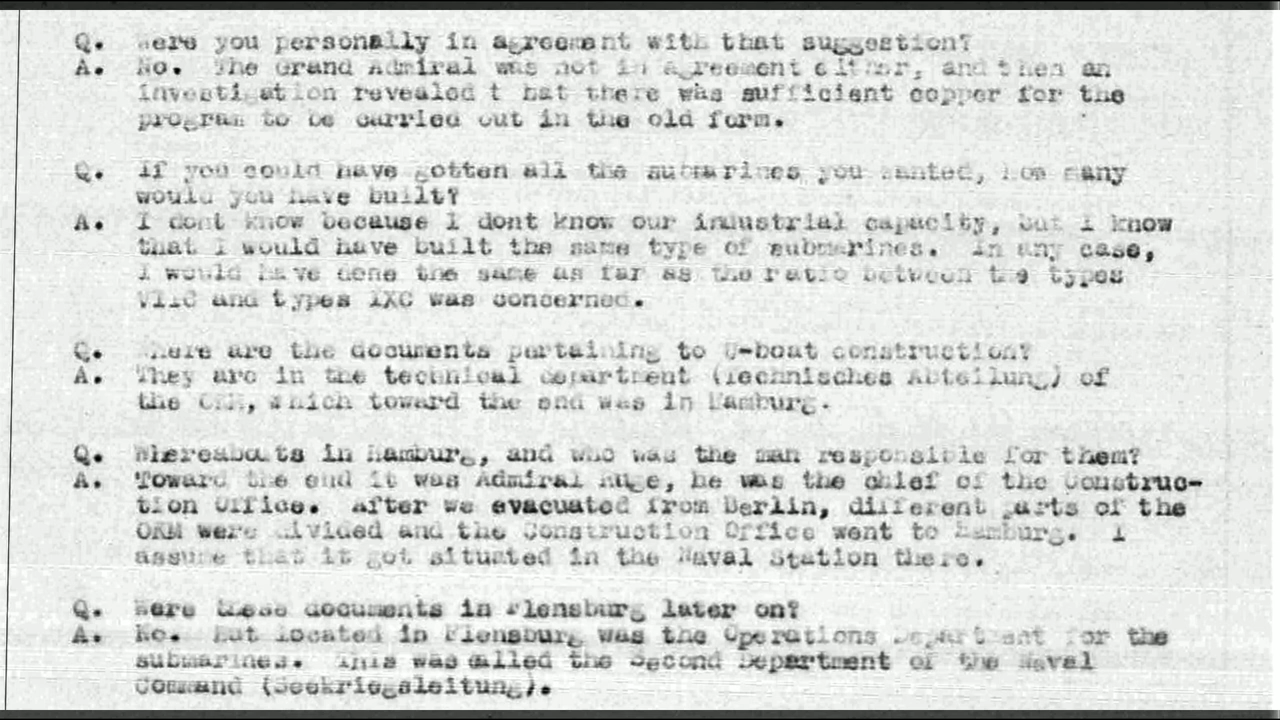 Q. Were you personally in agreement with that suggestion?
A. No. The Grand Admiral was not in agreement either, and then an
investigation revealed t hat there was sufficient copper for the
program to be carried out in the old form.
Q. If you could have gotten all the submarines you wanted, how many
would you have built?
A. I dont know because I dont know our industrial capacity, but I know
that I would have built the same type of submarines. In any case,
I would have done the same as far as the ratio between the types
VIIC and types IXC was concerned.
Q. Where are the documents pertaining to U-boat construction?
A. They are in the technical department (Technisches Abteilung) of
the OKM, which toward the end was in Hamburg.
Q. Whereabouts in Hamburg, and who was the man responsible for them?
A. Toward the end it was Admiral Ruge, he was the chief of the Construc-
tion Office. After we evacuated from Berlin, different parts of the
OKM were divided and the Construction Office went to Hamburg. I
assume that it got situated in the Naval Station there.
Q. Were these documents in Flensburg later on?
A. No. But located in Flensburg was the Operations Department for the
submarines. This was called the Second Department of the Naval
Command (Seekriegsleitung).